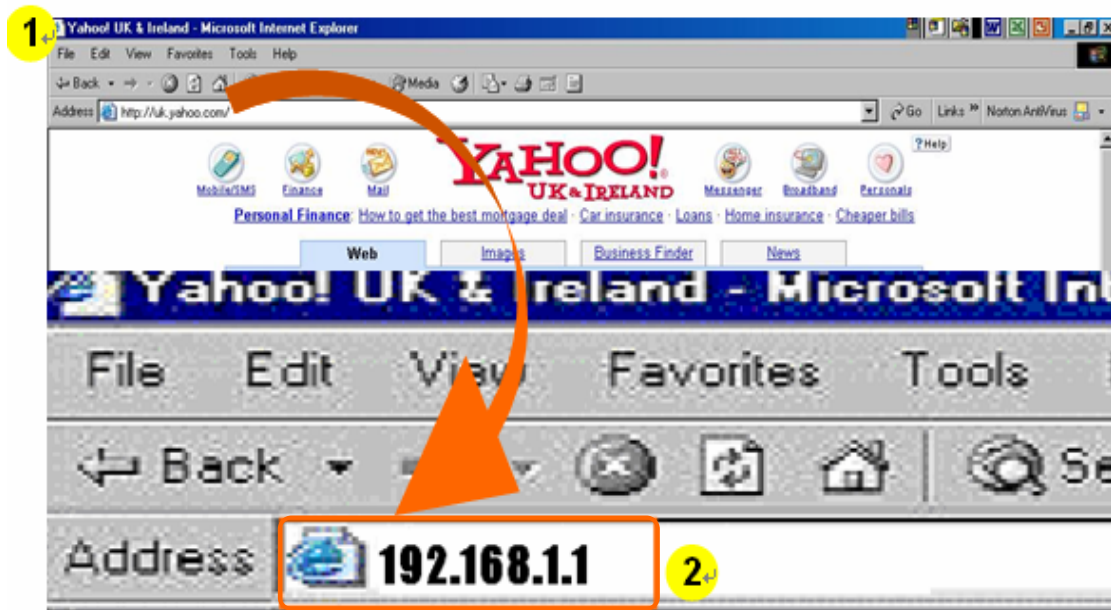 1
Yahoo! UK & Ireland - Microsoft Internet Explorer
File Edit View Favorites Tools Help
Back Media
Address http://uk.yahoo.com/ Go Links » Norton AntiVirus
YAHOO!
UK & IRELAND
? Help
Mobile/SMS Finance Mail Messenger Broadband Personals
Personal Finance: How to get the best mortgage deal · Car insurance · Loans · Home insurance · Cheaper bills
Web Images Business Finder News
Yahoo! UK & Ireland - Microsoft Int
File Edit View Favorites Tools
Back Se
Address 192.168.1.1
2